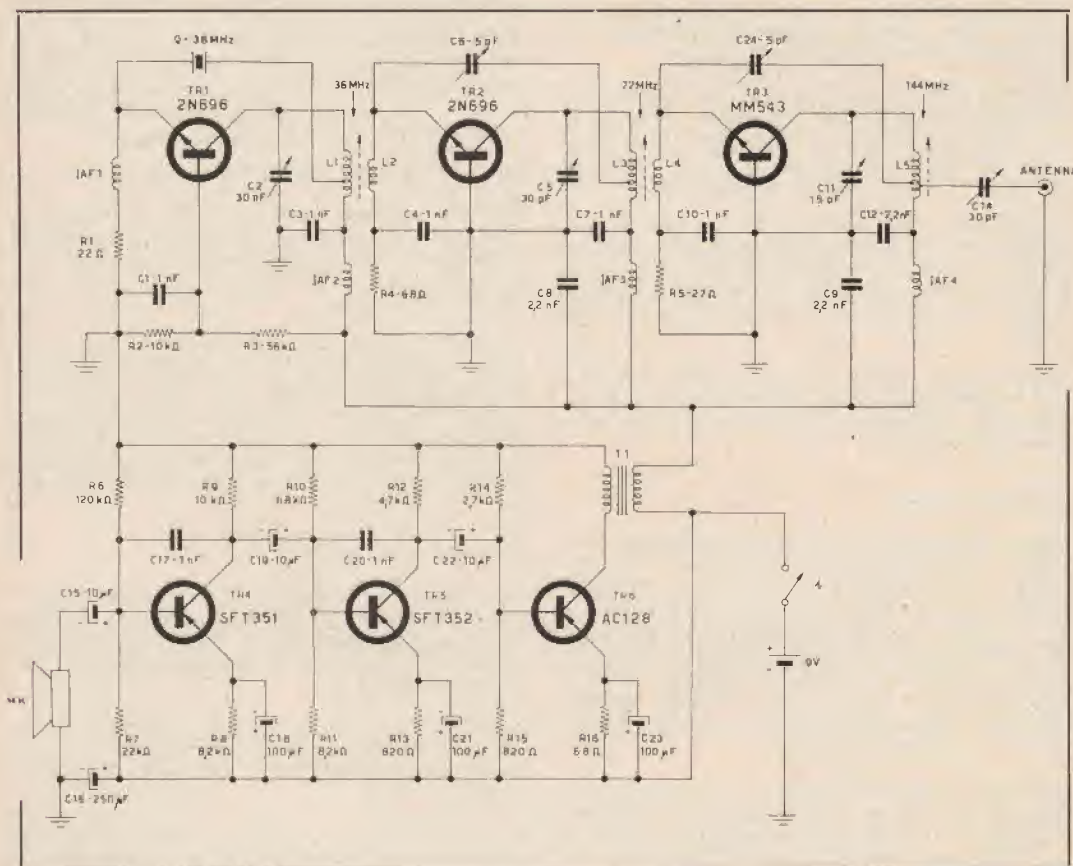 Q-36MHz
TR1
2N696
36MHz
C6-5pF
TR2
2N696
72MHz
C24-5pF
TR3
MM543
144MHz
JAF1
C2
30pF
L1
L2
C5
30pF
L3
L4
C11
15pF
L5
ANTENNA
C14
30pF
R1
22Ω
C3-1nF
C4-1nF
C7-1nF
C10-1nF
C12-2,2nF
C1-1nF
JAF2
R4-68Ω
C8
2,2nF
JAF3
R5-27Ω
C9
2,2nF
JAF4
R2-10kΩ
R3-56kΩ
T1
R6
120kΩ
R9
10kΩ
R10
6,8kΩ
R12
4,7kΩ
R14
2,7kΩ
C17-1nF
C19-10µF
C20-1nF
C22-10µF
C15-10µF
TR4
SFT351
TR5
SFT352
TR6
AC128
9V
R7
22kΩ
R8
8,2kΩ
C18
100µF
R11
8,2kΩ
R13
820Ω
C21
100µF
R15
820Ω
R16
68Ω
C23
100µF
C16-250µF